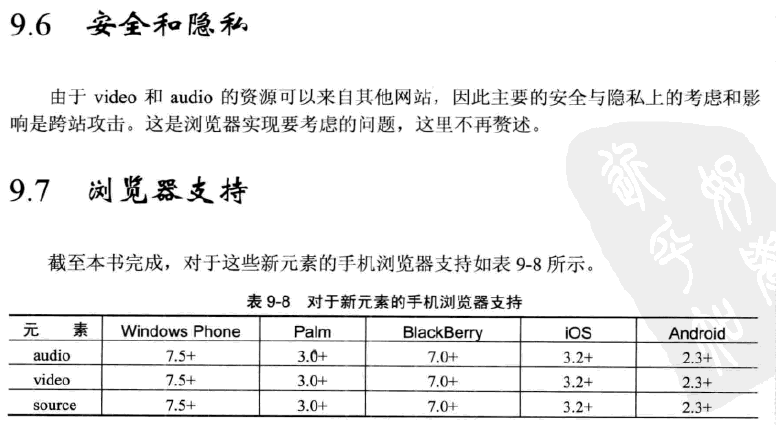 9.6 安全和隐私
由于 video 和 audio 的资源可以来自其他网站，因此主要的安全与隐私上的考虑和影
响是跨站攻击。这是浏览器实现要考虑的问题，这里不再赘述。
9.7 浏览器支持
截至本书完成，对于这些新元素的手机浏览器支持如表 9-8 所示。
表 9-8 对于新元素的手机浏览器支持
元 素 Windows Phone Palm BlackBerry iOS Android
audio 7.5+ 3.0+ 7.0+ 3.2+ 2.3+
video 7.5+ 3.0+ 7.0+ 3.2+ 2.3+
source 7.5+ 3.0+ 7.0+ 3.2+ 2.3+